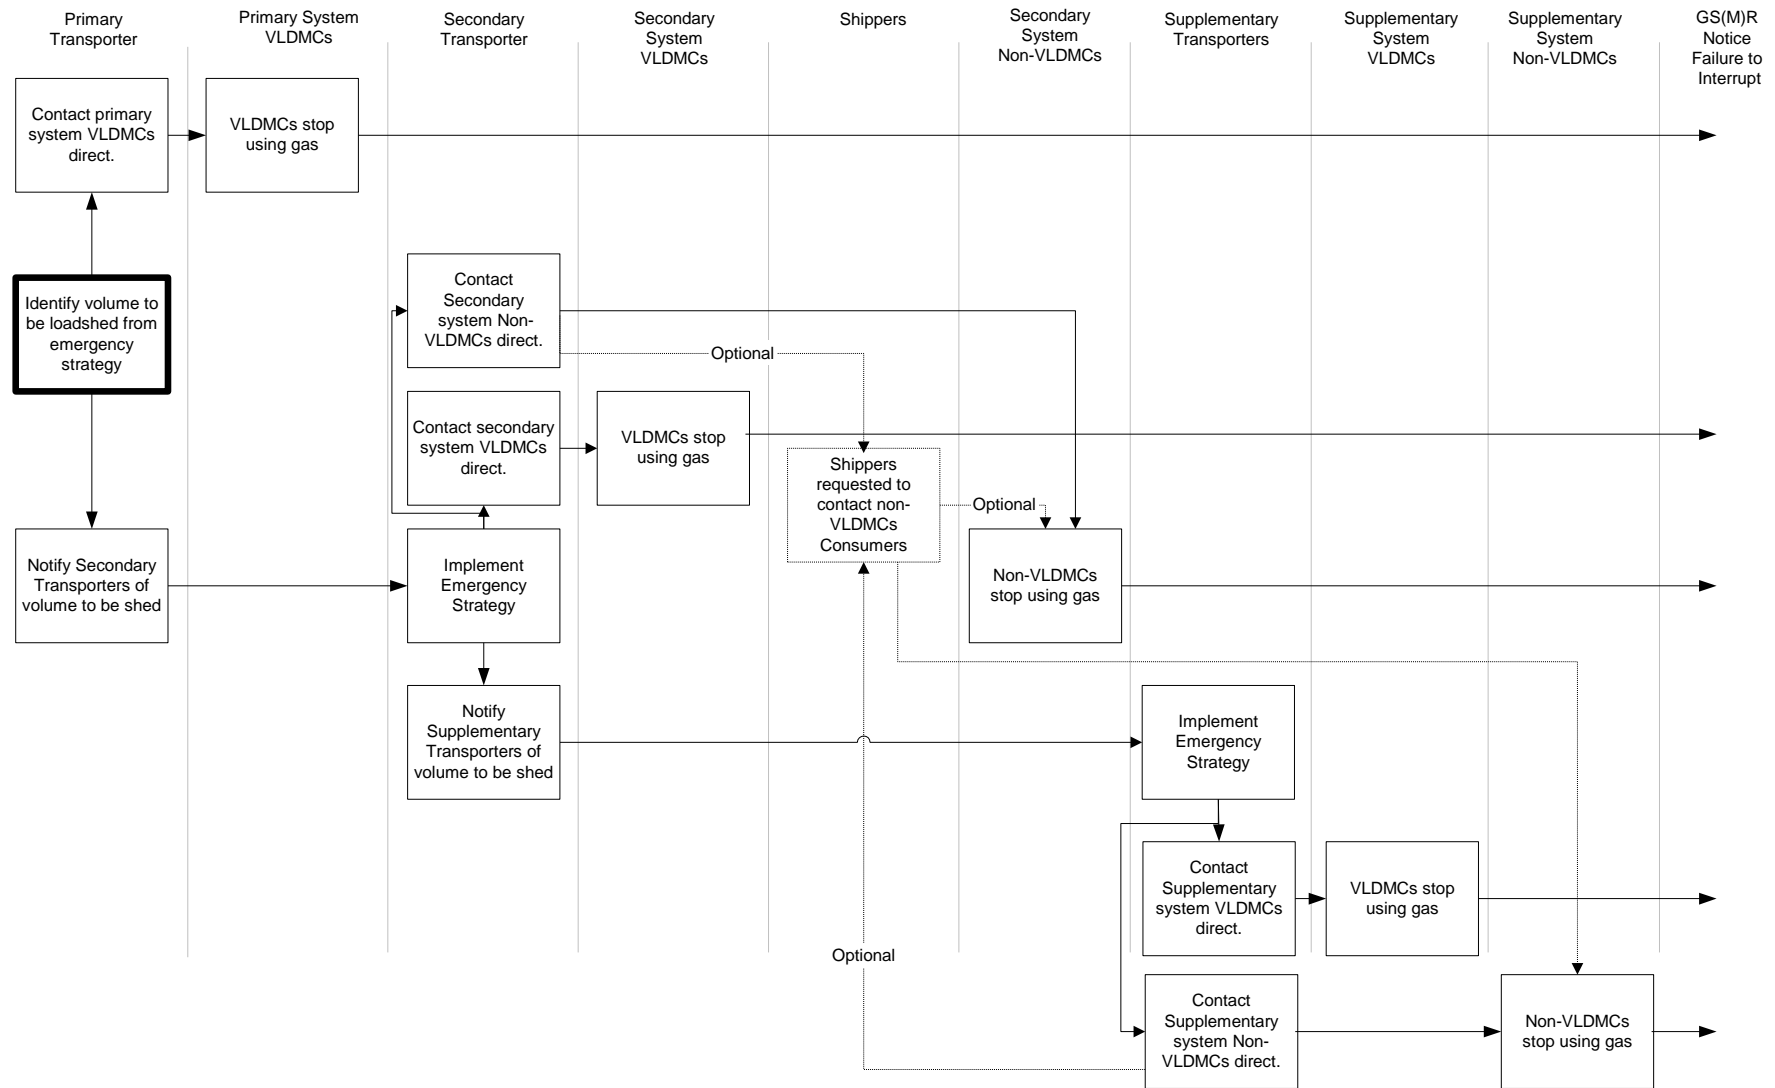 Primary
Transporter
Primary System
VLDMCs
Secondary
Transporter
Secondary
System
VLDMCs
Shippers
Secondary
System
Non-VLDMCs
Supplementary
Transporters
Supplementary
System
VLDMCs
Supplementary
System
Non-VLDMCs
GS(M)R
Notice
Failure to
Interrupt
Contact primary
system VLDMCs
direct.
VLDMCs stop
using gas
Identify volume to
be loadshed from
emergency
strategy
Contact
Secondary
system Non-
VLDMCs direct.
Optional
Contact secondary
system VLDMCs
direct.
VLDMCs stop
using gas
Shippers
requested to
contact non-
VLDMCs
Consumers
Optional
Notify Secondary
Transporters of
volume to be shed
Implement
Emergency
Strategy
Non-VLDMCs
stop using gas
Notify
Supplementary
Transporters of
volume to be shed
Implement
Emergency
Strategy
Contact
Supplementary
system VLDMCs
direct.
VLDMCs stop
using gas
Optional
Contact
Supplementary
system Non-
VLDMCs direct.
Non-VLDMCs
stop using gas